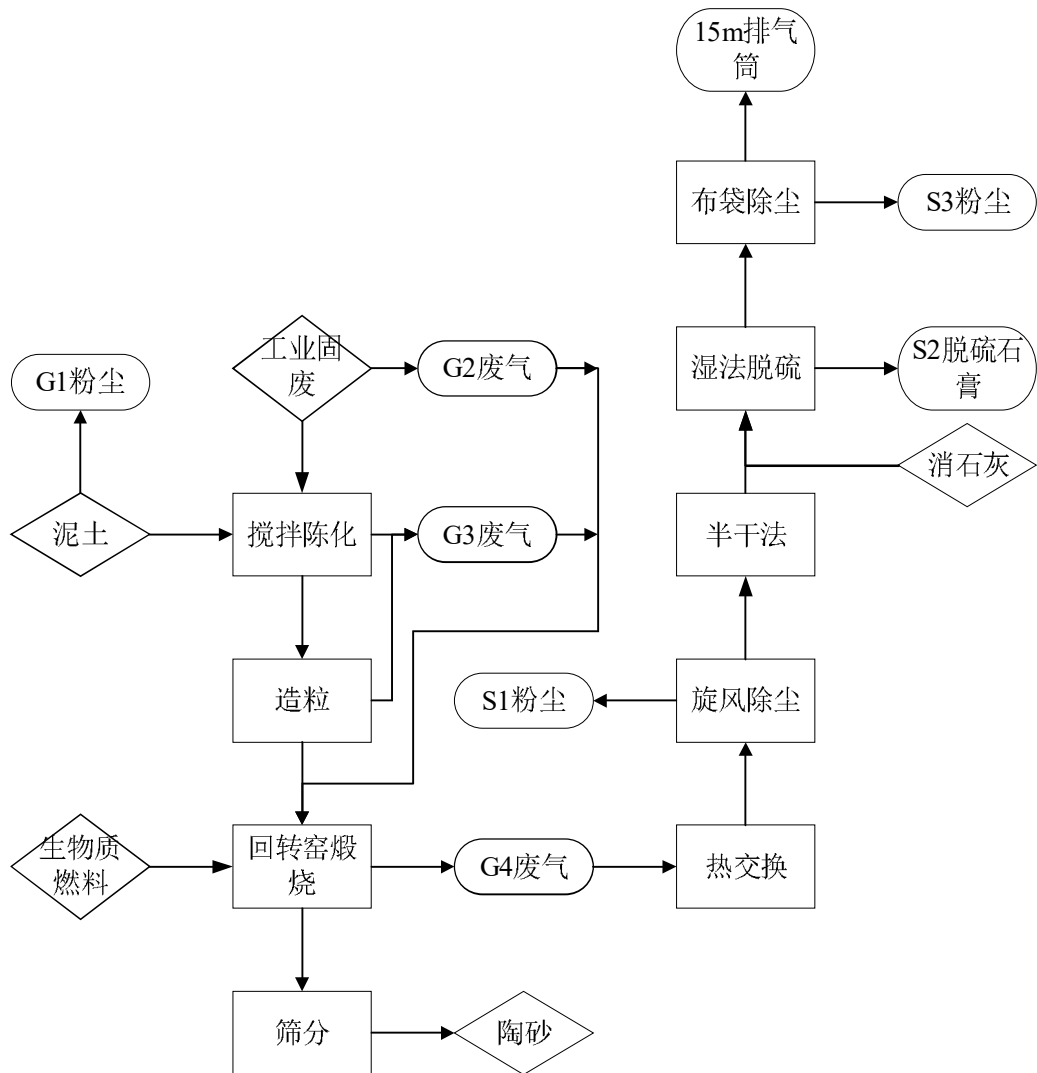 15m排气
筒
布袋除尘
S3粉尘
工业固
废
G2废气
G1粉尘
湿法脱硫
S2脱硫石
膏
消石灰
泥土
搅拌陈化
G3废气
半干法
造粒
S1粉尘
旋风除尘
生物质
燃料
回转窑煅
烧
G4废气
热交换
筛分
陶砂